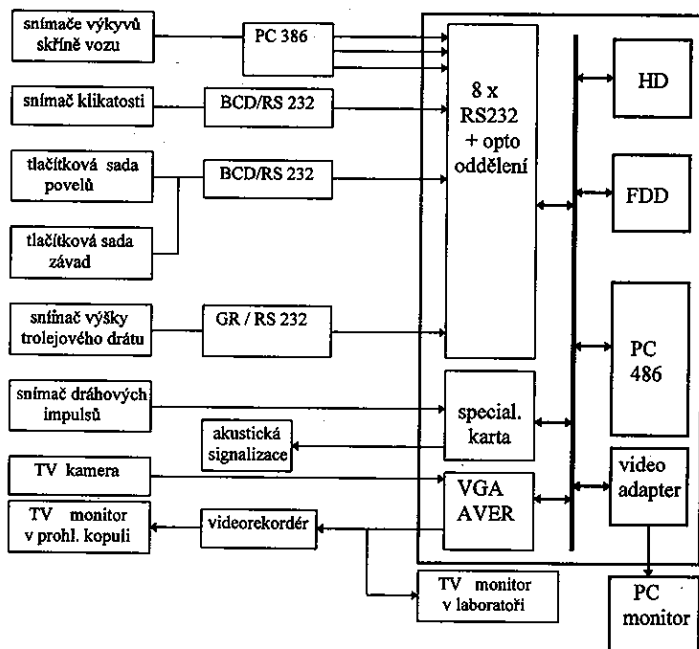 snímače výkyvů
skříně vozu
PC 386
8 x
RS232
+ opto
oddělení
HD
snímač klikatosti
BCD/RS 232
tlačítková sada
povelů
BCD/RS 232
FDD
tlačítková sada
závad
snímač výšky
trolejového drátu
GR / RS 232
PC
486
snímač dráhových
impulsů
special.
karta
akustická
signalizace
TV kamera
VGA
AVER
video
adapter
TV monitor
v prohl. kopuli
videorekordér
TV monitor
v laboratoři
PC
monitor